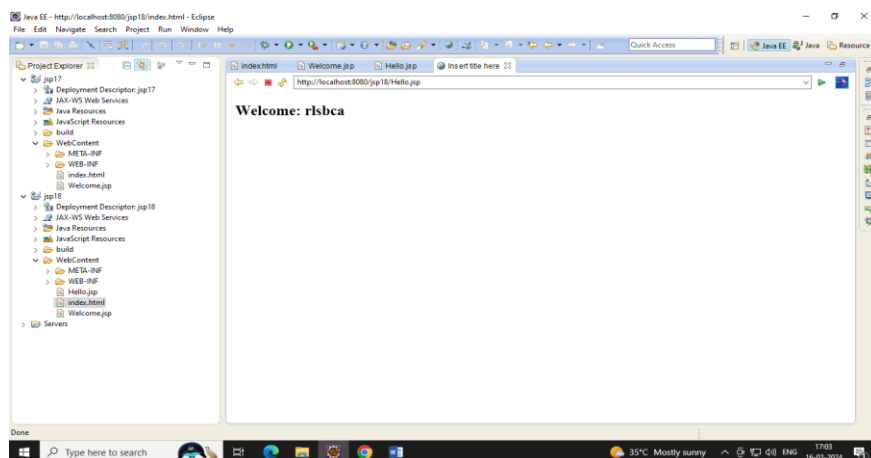 Java EE - http://localhost:8080/jsp18/index.html - Eclipse
File Edit Navigate Search Project Run Window Help
Quick Access
Java EE
Java
Resource
Project Explorer
index.html
Welcome.jsp
Hello.jsp
Insert title here
http://localhost:8080/jsp18/Hello.jsp
Welcome: rlsbca
jsp17
Deployment Descriptor: jsp17
JAX-WS Web Services
Java Resources
JavaScript Resources
build
WebContent
META-INF
WEB-INF
index.html
Welcome.jsp
jsp18
Deployment Descriptor: jsp18
JAX-WS Web Services
Java Resources
JavaScript Resources
build
WebContent
META-INF
WEB-INF
Hello.jsp
index.html
Welcome.jsp
Servers
Done
Type here to search
35°C Mostly sunny
ENG
17:03
16-02-2024